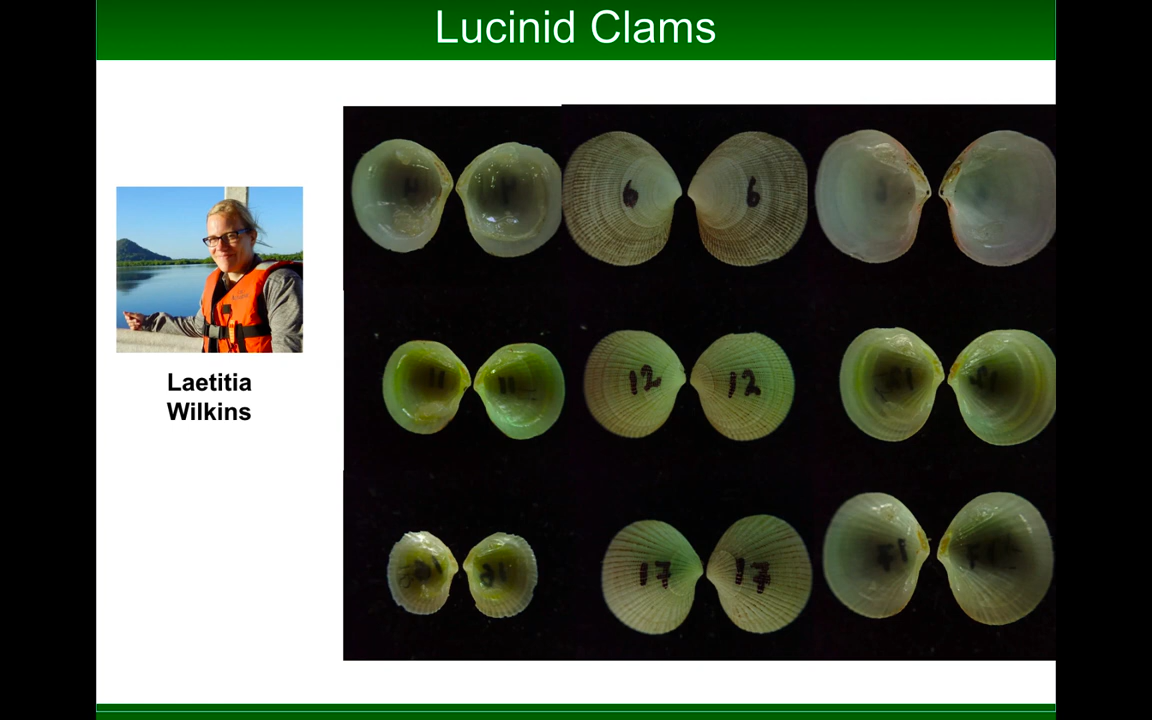 Lucinid Clams
Laetitia
Wilkins
6 6
11 11
12 12
17 17